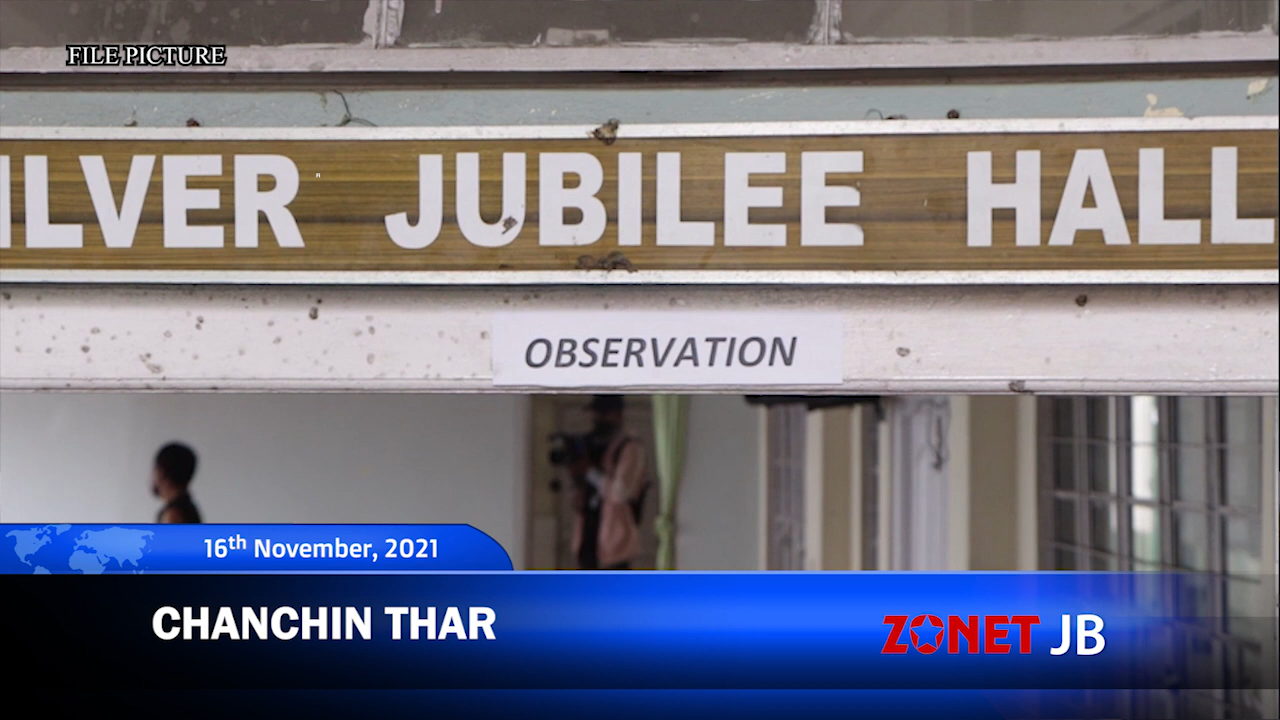 FILE PICTURE
ILVER JUBILEE HALL
OBSERVATION
16th November, 2021
CHANCHIN THAR
ZONET JB